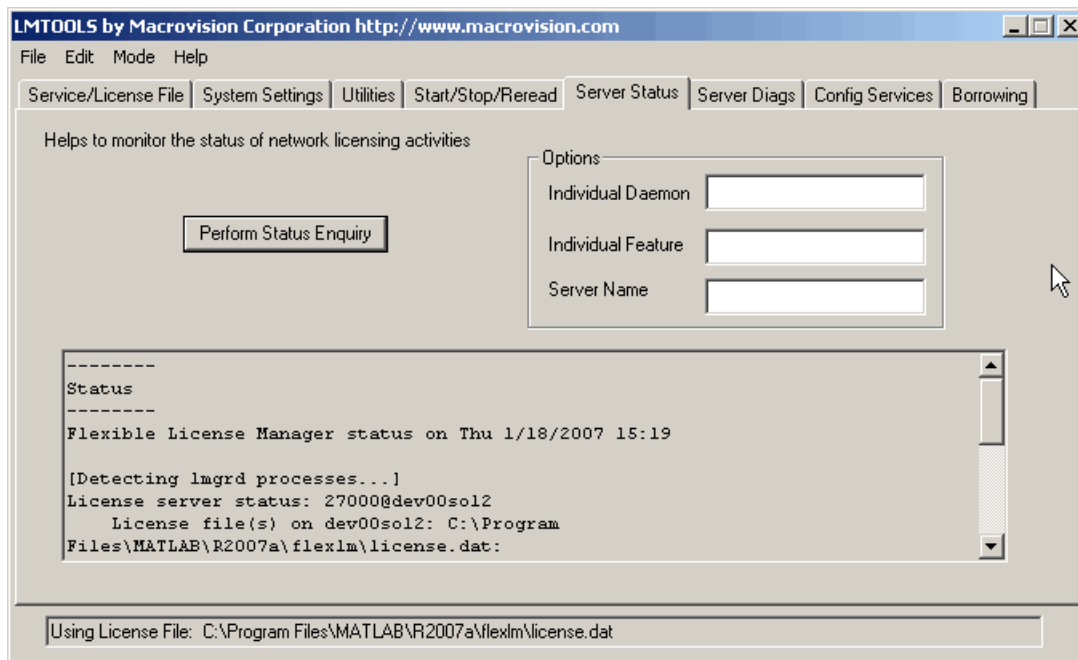 LMTOOLS by Macrovision Corporation http://www.macrovision.com
File Edit Mode Help
Service/License File System Settings Utilities Start/Stop/Reread Server Status Server Diags Config Services Borrowing
Helps to monitor the status of network licensing activities
Options
Individual Daemon
Perform Status Enquiry
Individual Feature
Server Name
--------
Status
--------
Flexible License Manager status on Thu 1/18/2007 15:19
[Detecting lmgrd processes...]
License server status: 27000@dev00sol2
License file(s) on dev00sol2: C:\Program
Files\MATLAB\R2007a\flexlm\license.dat:
Using License File: C:\Program Files\MATLAB\R2007a\flexlm\license.dat